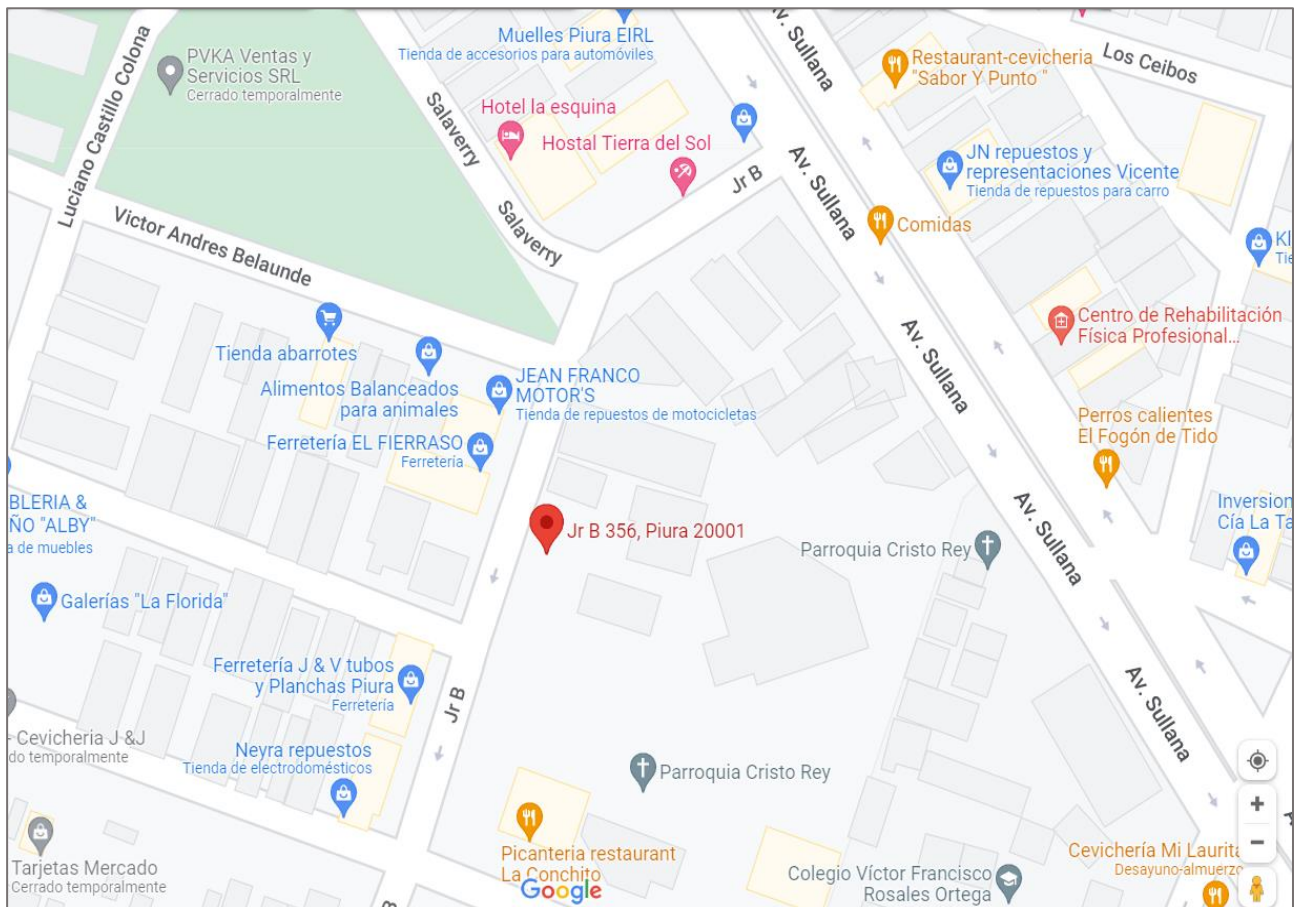 Muelles Piura EIRL
Tienda de accesorios para automóviles
Av. Sullana
Los Ceibos
Luciano Castillo Colona
PVKA Ventas y
Servicios SRL
Cerrado temporalmente
Restaurant-cevicheria
"Sabor Y Punto "
Salaverry
Hotel la esquina
Hostal Tierra del Sol
Jr B
Av. Sullana
JN repuestos y
representaciones Vicente
Tienda de repuestos para carro
Salaverry
Comidas
Victor Andres Belaunde
Kl
Tie
Centro de Rehabilitación
Física Profesional...
Av. Sullana
Tienda abarrotes
Alimentos Balanceados
para animales
JEAN FRANCO
MOTOR'S
Tienda de repuestos de motocicletas
Ferretería EL FIERRASO
Ferretería
Perros calientes
El Fogón de Tido
BLERIA &
ÑO "ALBY"
a de muebles
Jr B 356, Piura 20001
Parroquia Cristo Rey
Av. Sullana
Inversion
Cía La Ta
Galerías "La Florida"
Ferretería J & V tubos
y Planchas Piura
Ferretería
Jr B
Av. Sullana
- Cevicheria J &J
do temporalmente
Neyra repuestos
Tienda de electrodomésticos
Parroquia Cristo Rey
Tarjetas Mercado
Cerrado temporalmente
Picanteria restaurant
La Conchito
Google
Colegio Víctor Francisco
Rosales Ortega
Cevichería Mi Laurita
Desayuno-almuerzo